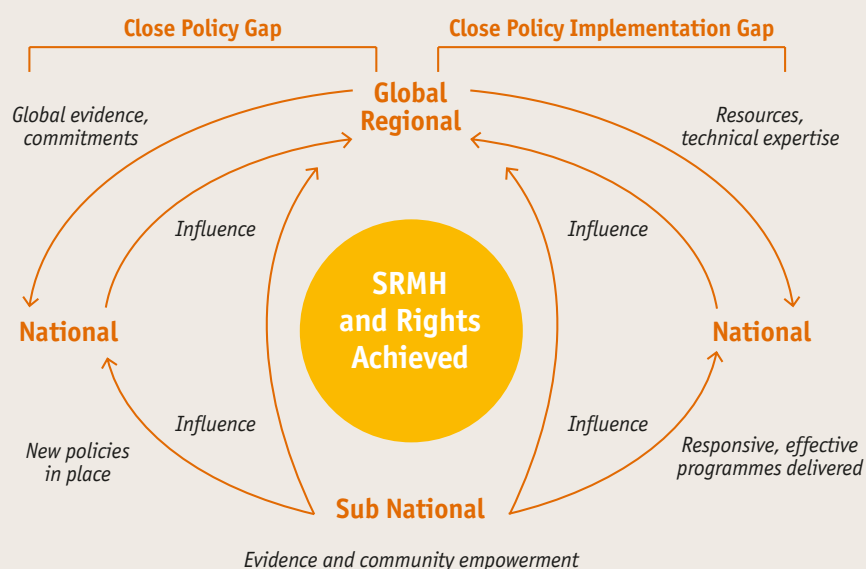 Close Policy Gap
Close Policy Implementation Gap
Global
Regional
Global evidence,
commitments
Resources,
technical expertise
Influence
Influence
SRMH
and Rights
Achieved
National
National
Influence
Influence
New policies
in place
Responsive, effective
programmes delivered
Sub National
Evidence and community empowerment